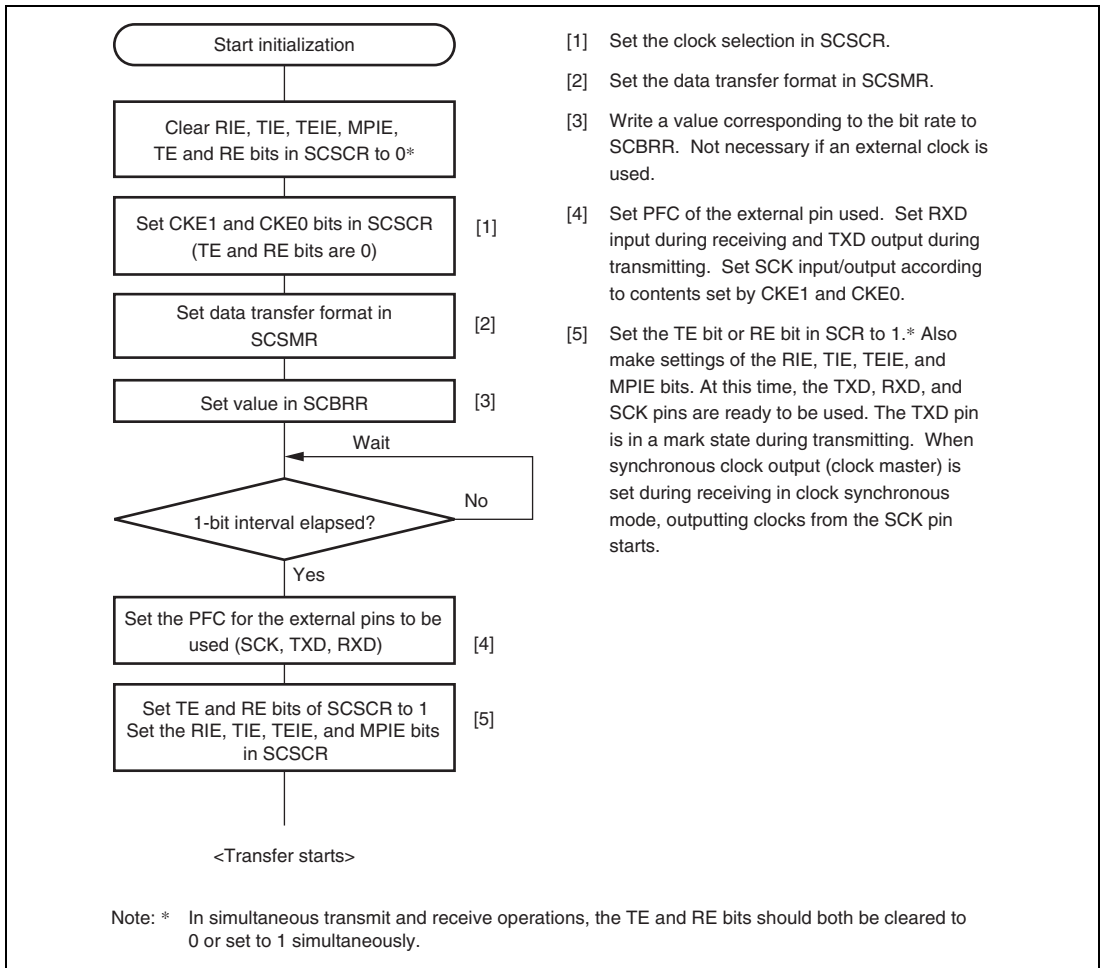 Start initialization
Clear RIE, TIE, TEIE, MPIE,
TE and RE bits in SCSCR to 0*
Set CKE1 and CKE0 bits in SCSCR
(TE and RE bits are 0)
[1]
Set data transfer format in
SCSMR
[2]
Set value in SCBRR
[3]
Wait
1-bit interval elapsed?
No
Yes
Set the PFC for the external pins to be
used (SCK, TXD, RXD)
[4]
Set TE and RE bits of SCSCR to 1
Set the RIE, TIE, TEIE, and MPIE bits
in SCSCR
[5]
<Transfer starts>
[1] Set the clock selection in SCSCR.
[2] Set the data transfer format in SCSMR.
[3] Write a value corresponding to the bit rate to
SCBRR. Not necessary if an external clock is
used.
[4] Set PFC of the external pin used. Set RXD
input during receiving and TXD output during
transmitting. Set SCK input/output according
to contents set by CKE1 and CKE0.
[5] Set the TE bit or RE bit in SCR to 1.* Also
make settings of the RIE, TIE, TEIE, and
MPIE bits. At this time, the TXD, RXD, and
SCK pins are ready to be used. The TXD pin
is in a mark state during transmitting. When
synchronous clock output (clock master) is
set during receiving in clock synchronous
mode, outputting clocks from the SCK pin
starts.
Note: * In simultaneous transmit and receive operations, the TE and RE bits should both be cleared to
0 or set to 1 simultaneously.